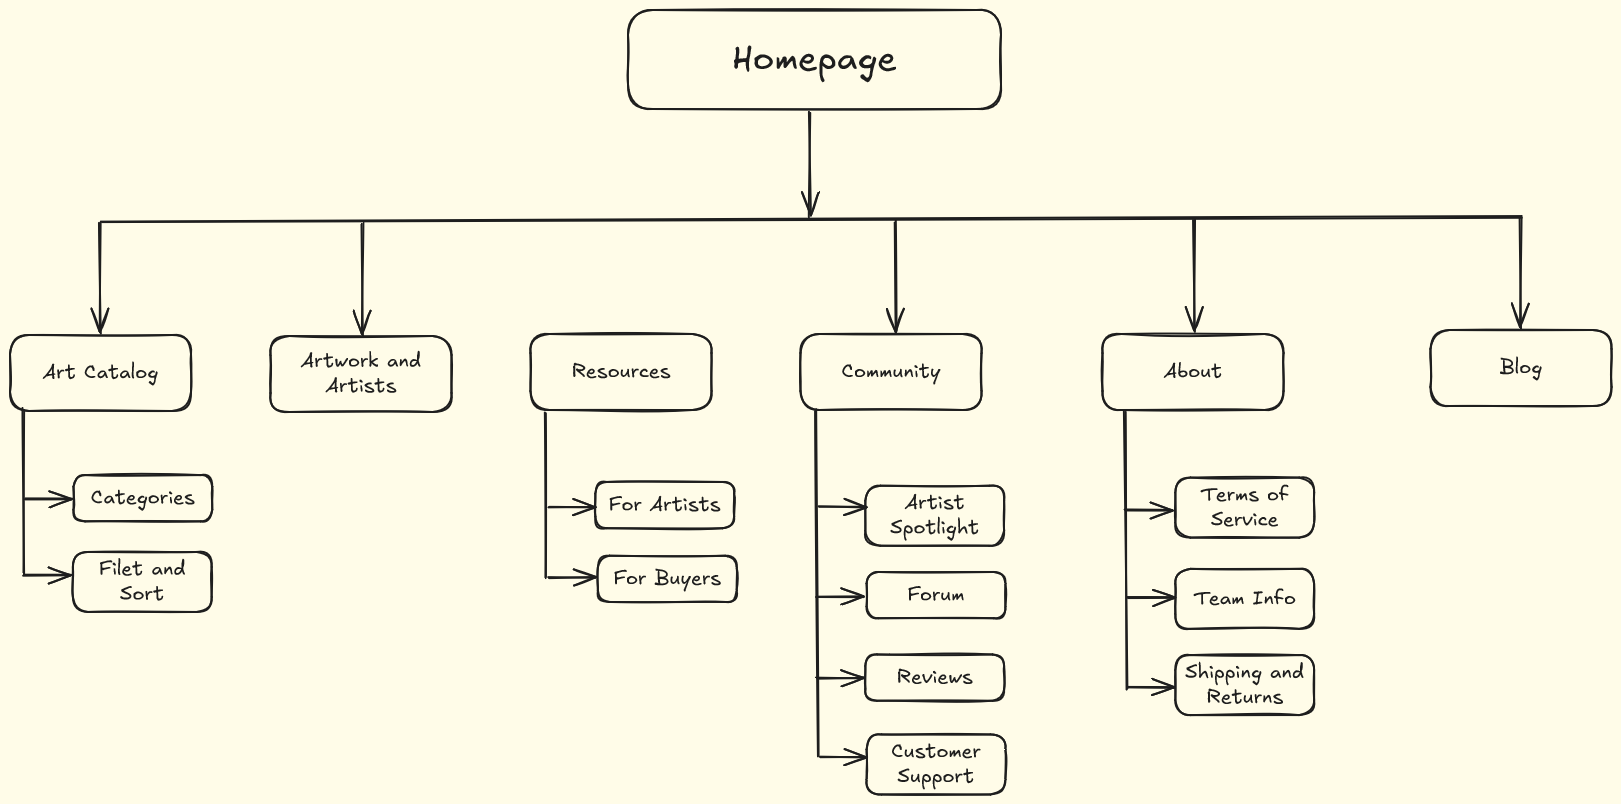 Homepage
Art Catalog
Artwork and
Artists
Resources
Community
About
Blog
Categories
Filet and
Sort
For Artists
For Buyers
Artist
Spotlight
Forum
Reviews
Customer
Support
Terms of
Service
Team Info
Shipping and
Returns